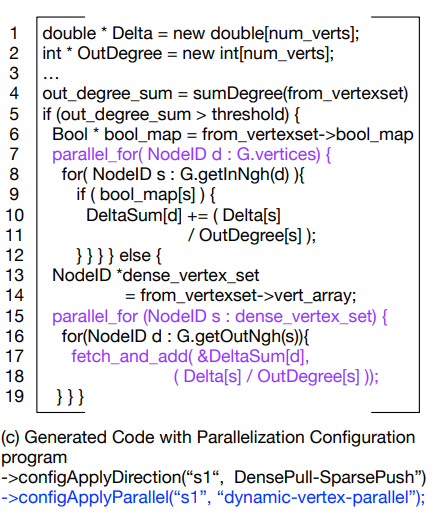 1 double * Delta = new double[num_verts];
2 int * OutDegree = new int[num_verts];
3 ...
4 out_degree_sum = sumDegree(from_vertexset)
5 if (out_degree_sum > threshold) {
6 Bool * bool_map = from_vertexset->bool_map
7 parallel_for( NodeID d : G.vertices) {
8 for( NodeID s : G.getInNgh(d) ){
9 if ( bool_map[s] ) {
10 DeltaSum[d] += ( Delta[s]
11 / OutDegree[s] );
12 } } } } else {
13 NodeID *dense_vertex_set
14 = from_vertexset->vert_array;
15 parallel_for (NodeID s : dense_vertex_set) {
16 for(NodeID d : G.getOutNgh(s)){
17 fetch_and_add( &DeltaSum[d],
18 ( Delta[s] / OutDegree[s] ));
19 } } }
(c) Generated Code with Parallelization Configuration
program
->configApplyDirection(“s1“, DensePull-SparsePush”)
->configApplyParallel(“s1”, “dynamic-vertex-parallel”);